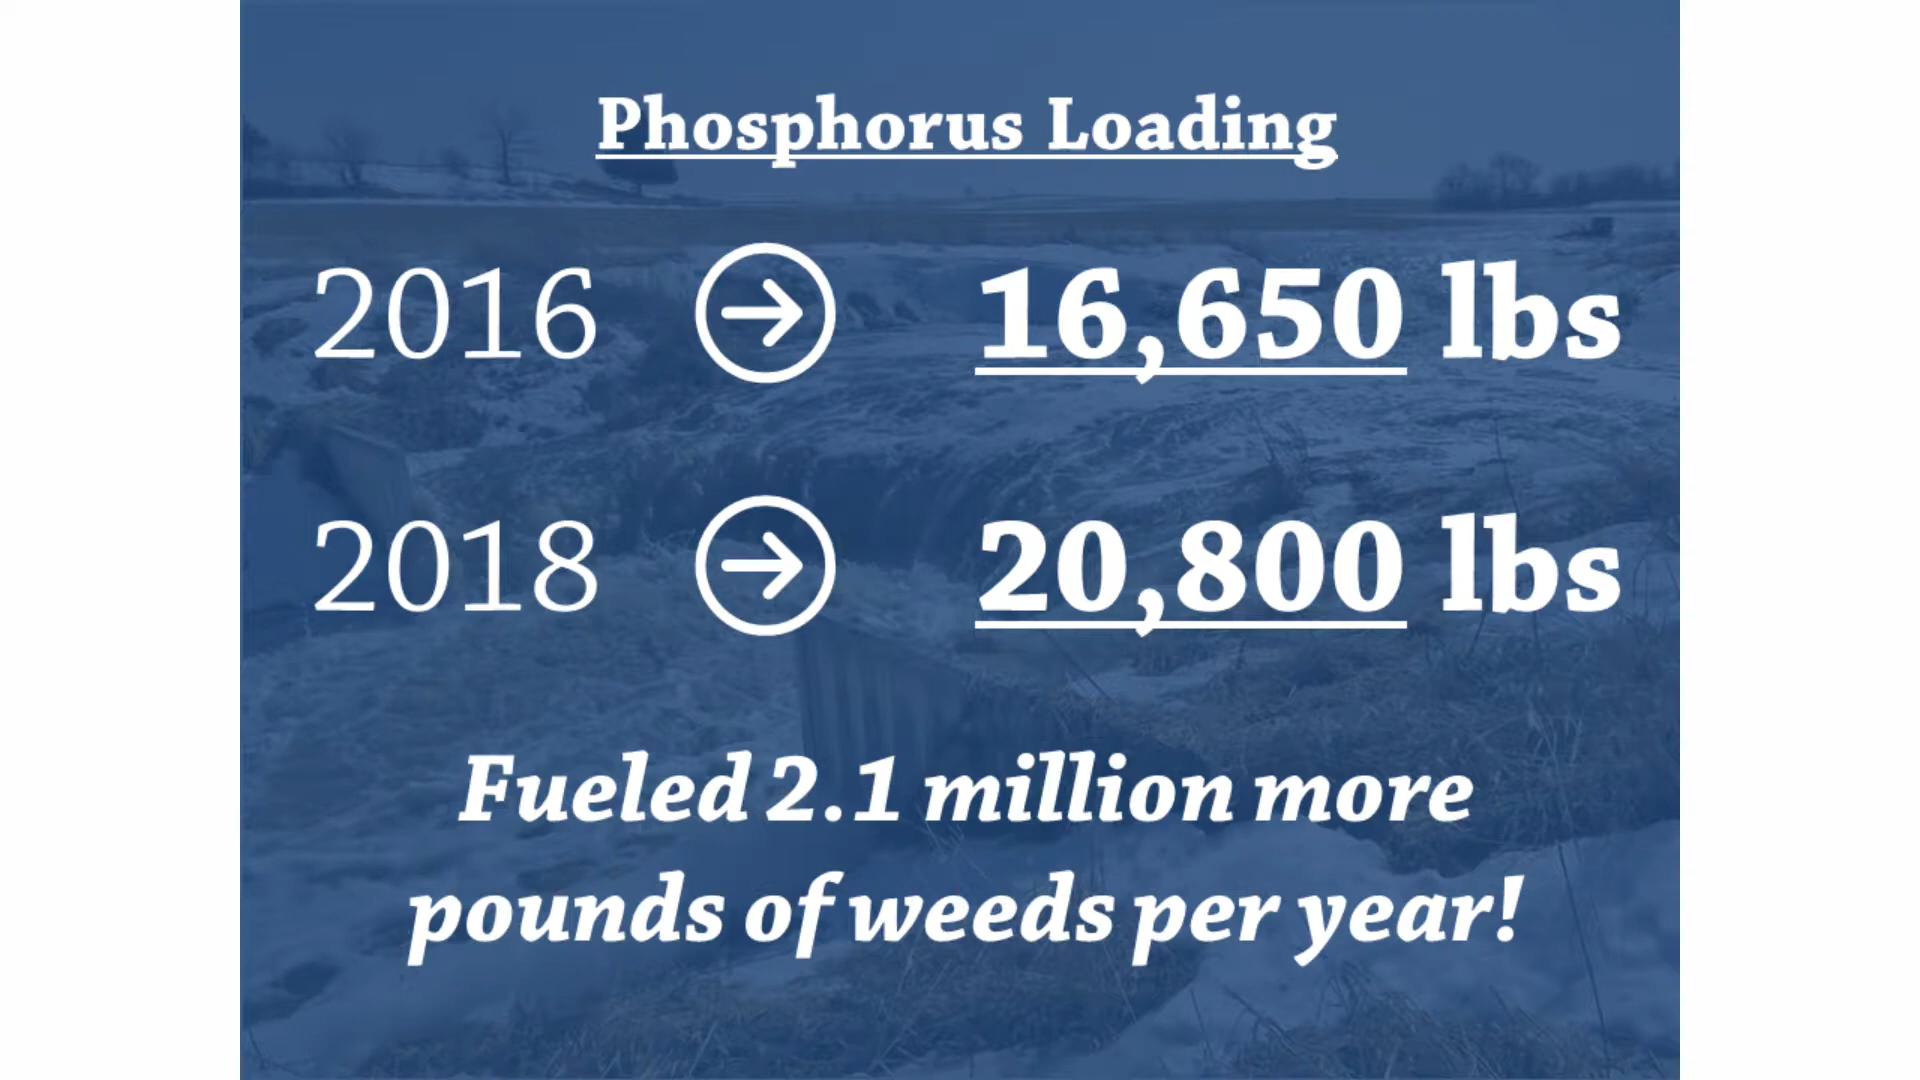 Phosphorus Loading
2016 16,650 lbs
2018 20,800 lbs
Fueled 2.1 million more
pounds of weeds per year!